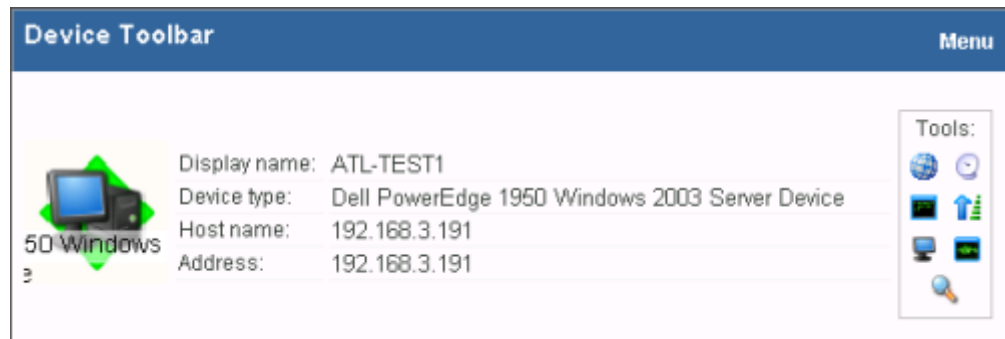 Device Toolbar
Menu
Tools:
Display name: ATL-TEST1
Device type: Dell PowerEdge 1950 Windows 2003 Server Device
Host name: 192.168.3.191
Address: 192.168.3.191
50 Windows
e